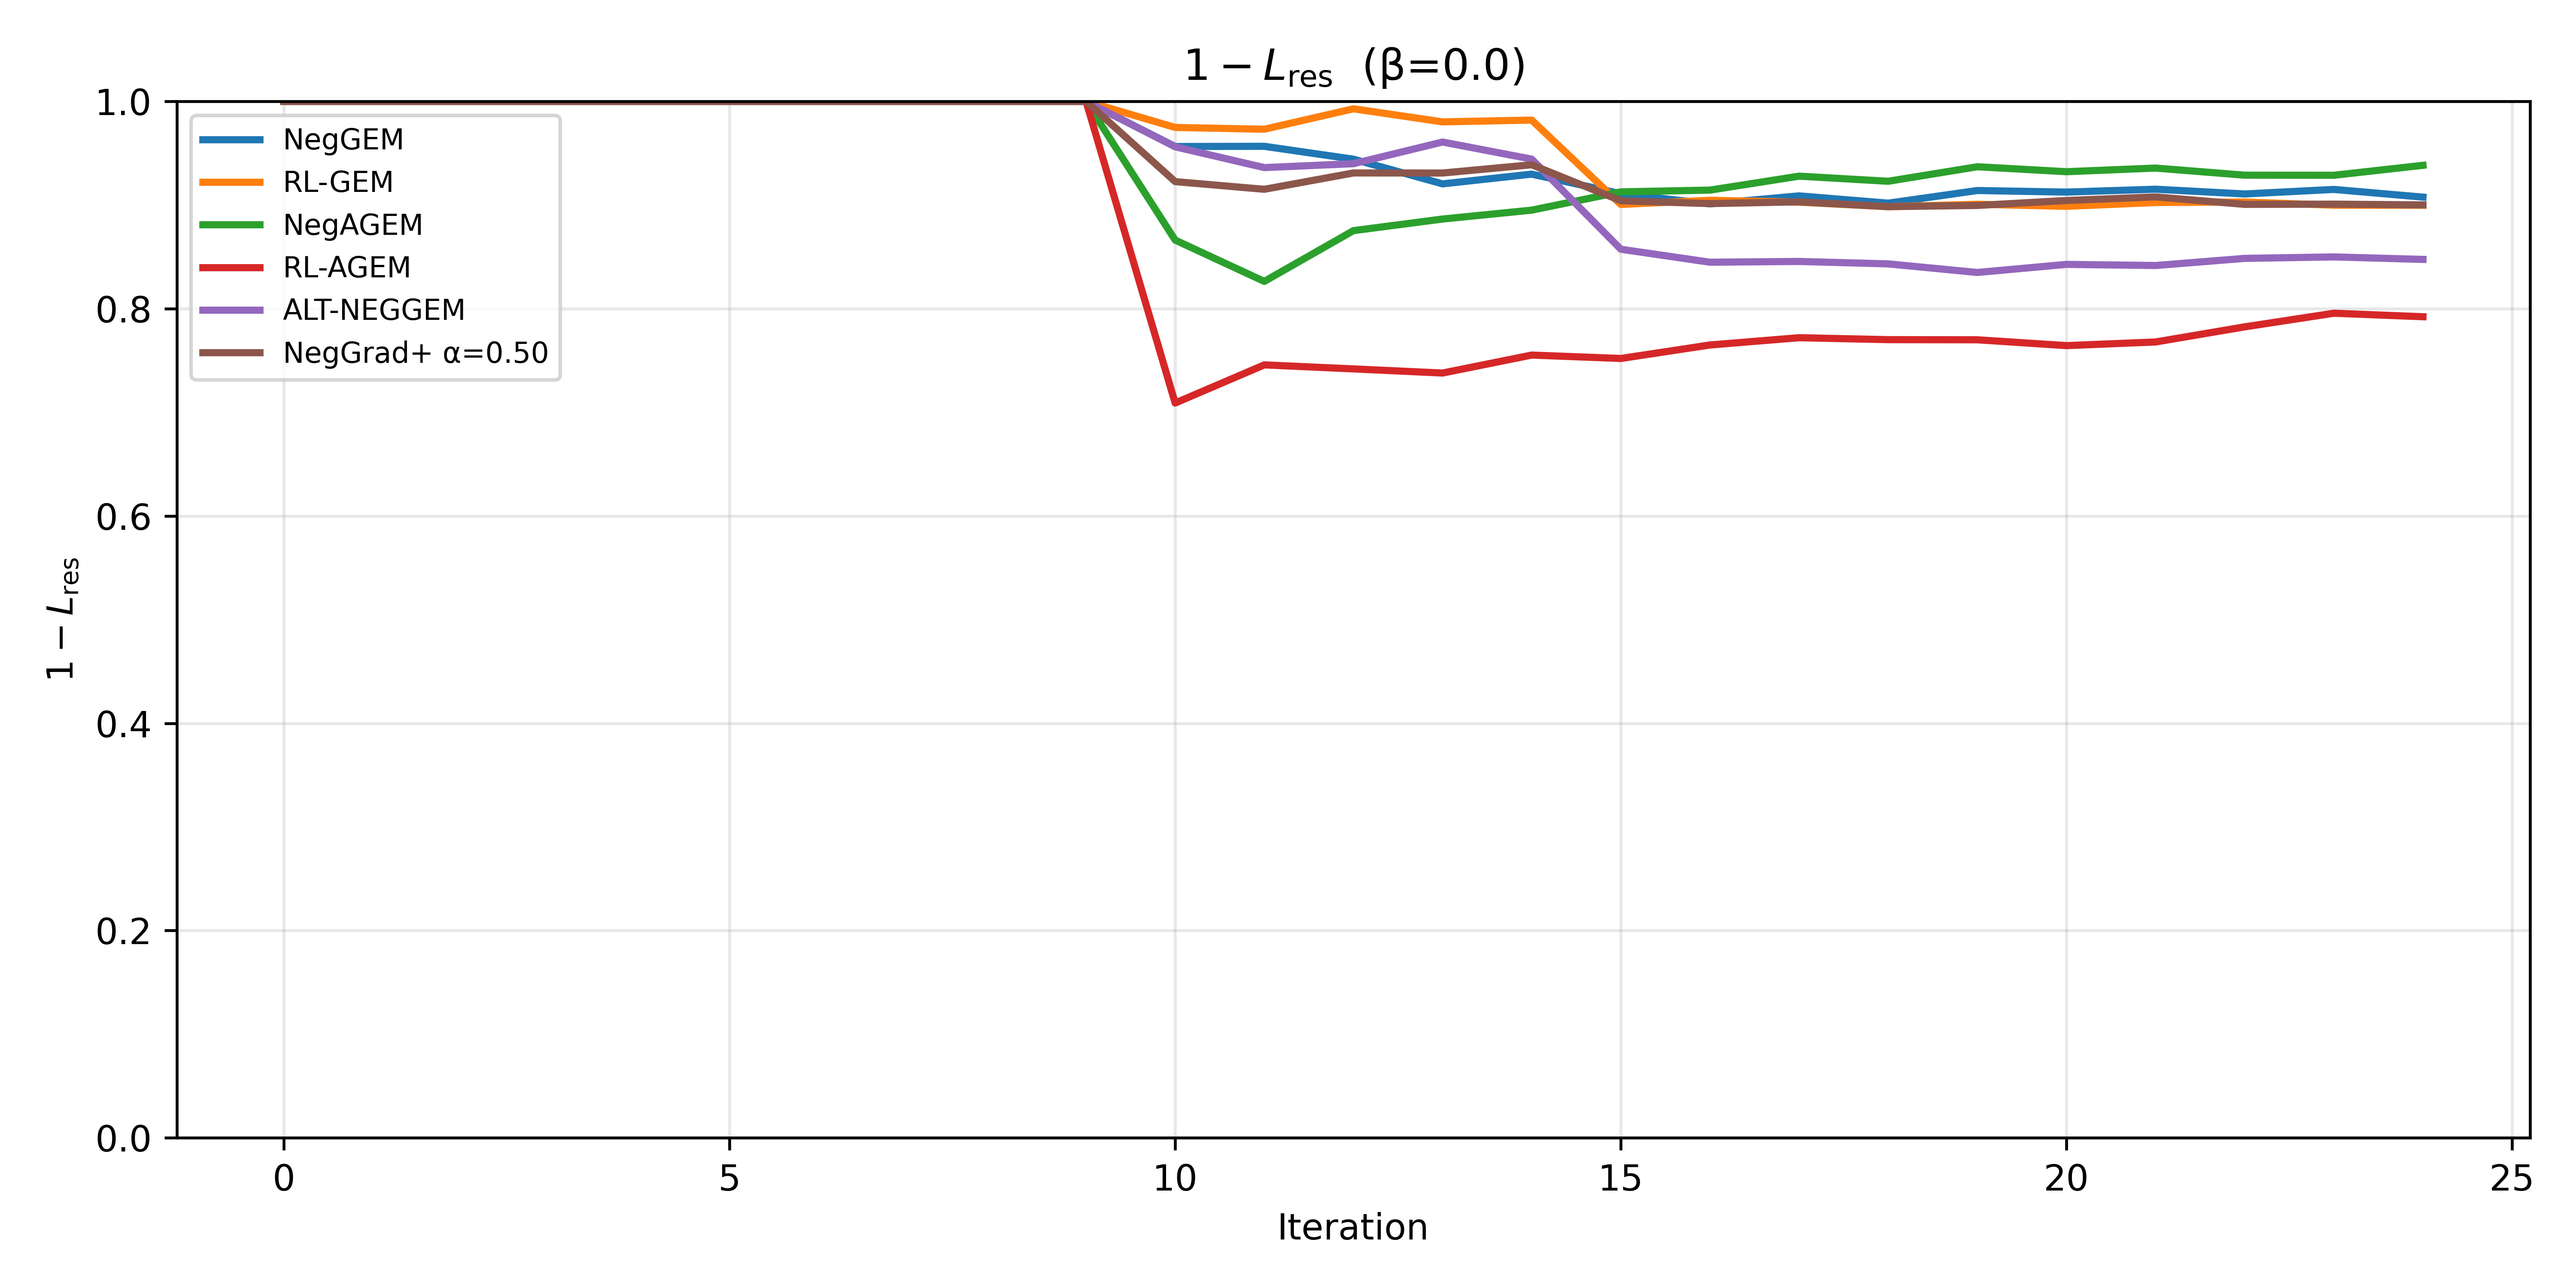 1 − L_res (β=0.0)
1.0
0.8
0.6
0.4
0.2
0.0
1 − L_res
NegGEM
RL-GEM
NegAGEM
RL-AGEM
ALT-NEGGEM
NegGrad+ α=0.50
0 5 10 15 20 25
Iteration